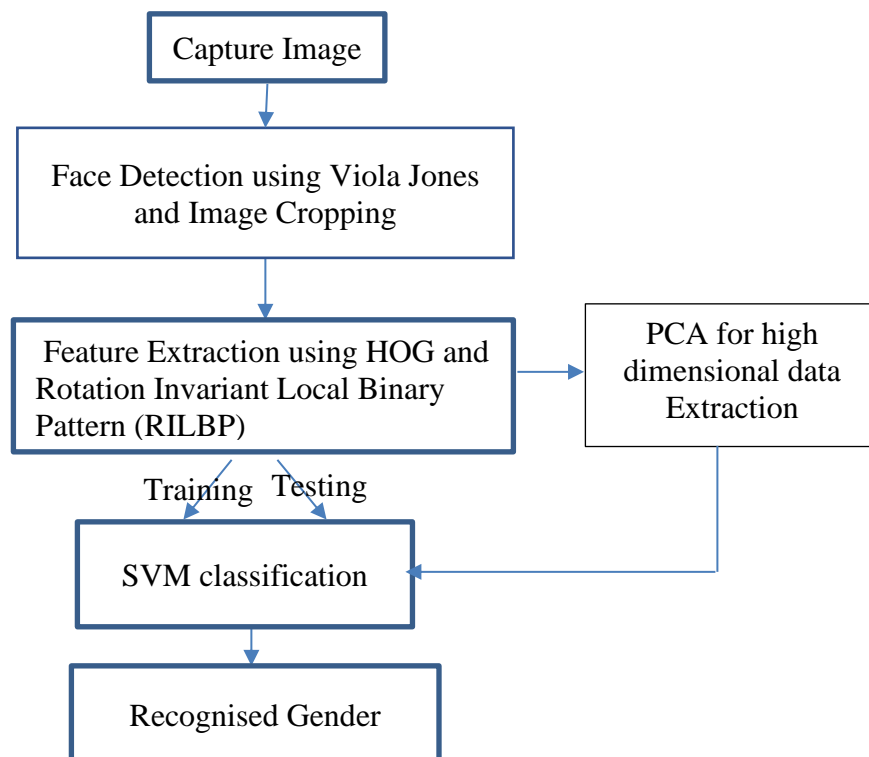 Capture Image
Face Detection using Viola Jones
and Image Cropping
Feature Extraction using HOG and
Rotation Invariant Local Binary
Pattern (RILBP)
PCA for high
dimensional data
Extraction
Training
Testing
SVM classification
Recognised Gender